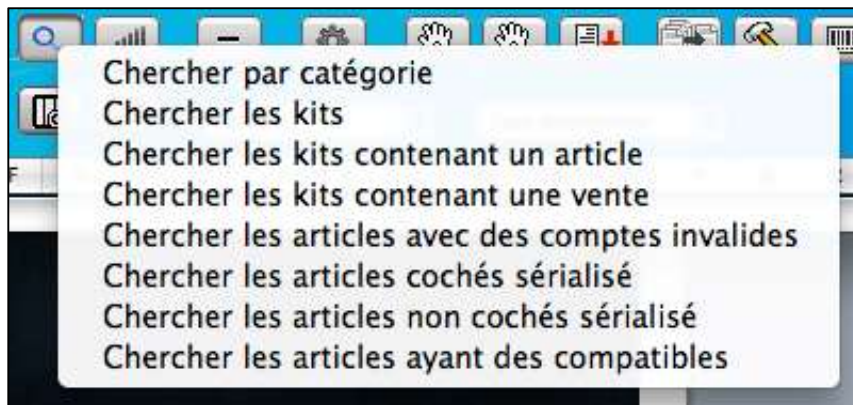 Chercher par catégorie
Chercher les kits
Chercher les kits contenant un article
Chercher les kits contenant une vente
Chercher les articles avec des comptes invalides
Chercher les articles cochés sérialisé
Chercher les articles non cochés sérialisé
Chercher les articles ayant des compatibles